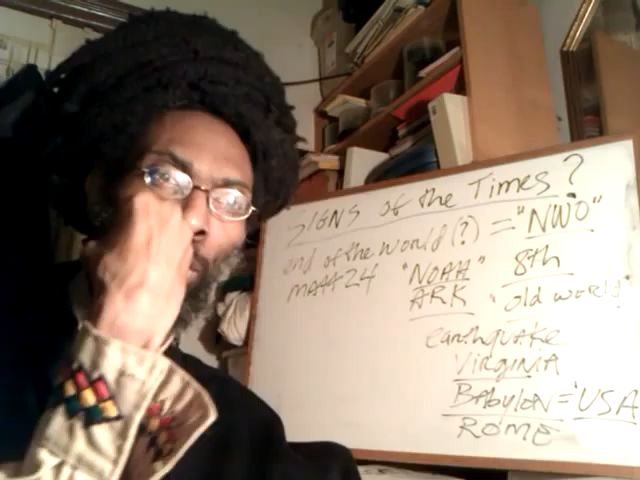 SIGNS of the Times?
end of the world (?) = "NWO"
MATT 24 "NOAH" 8th
ARK "old world"
earthquake
VIRGINIA
BABYLON = 'USA
ROME